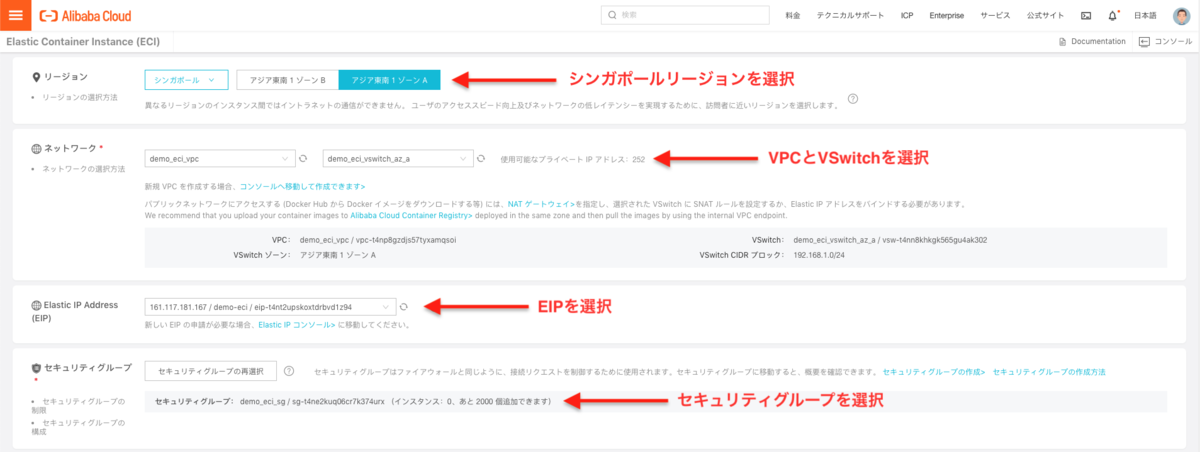 Alibaba Cloud
検索
料金 テクニカルサポート ICP Enterprise サービス 公式サイト 日本語
Elastic Container Instance (ECI)
Documentation コンソール
リージョン
シンガポール アジア東南 1 ゾーン B アジア東南 1 ゾーン A
シンガポールリージョンを選択
リージョンの選択方法
異なるリージョンのインスタンス間ではイントラネットの通信ができません。 ユーザのアクセススピード向上及びネットワークの低レイテンシーを実現するために、訪問者に近いリージョンを選択します。
ネットワーク *
demo_eci_vpc demo_eci_vswitch_az_a 使用可能なプライベート IP アドレス: 252
VPCとVSwitchを選択
ネットワークの選択方法
新規 VPC を作成する場合、コンソールへ移動して作成できます>
パブリックネットワークにアクセスする (Docker Hub から Docker イメージをダウンロードする等) には、NAT ゲートウェイ>を指定し、選択された VSwitch に SNAT ルールを設定するか、Elastic IP アドレスをバインドする必要があります。
We recommend that you upload your container images to Alibaba Cloud Container Registry> deployed in the same zone and then pull the images by using the internal VPC endpoint.
VPC: demo_eci_vpc / vpc-t4np8gzdjs57tyxamqsoi VSwitch: demo_eci_vswitch_az_a / vsw-t4nn8khkgk565gu4ak302
VSwitch ゾーン: アジア東南 1 ゾーン A VSwitch CIDR ブロック: 192.168.1.0/24
Elastic IP Address
(EIP)
161.117.181.167 / demo-eci / eip-t4nt2upskoxtdrbvd1z94
EIPを選択
新しい EIP の申請が必要な場合、Elastic IP コンソール> に移動してください。
セキュリティグループ
*
セキュリティグループの再選択 セキュリティグループはファイアウォールと同じように、接続リクエストを制御するために使用されます。セキュリティグループに移動すると、概要を確認できます。 セキュリティグループの作成> セキュリティグループの作成方法
セキュリティグループの
制限
セキュリティグループの
構成
セキュリティグループ: demo_eci_sg / sg-t4ne2kuq06cr7k374urx (インスタンス: 0、あと 2000 個追加できます)
セキュリティグループを選択